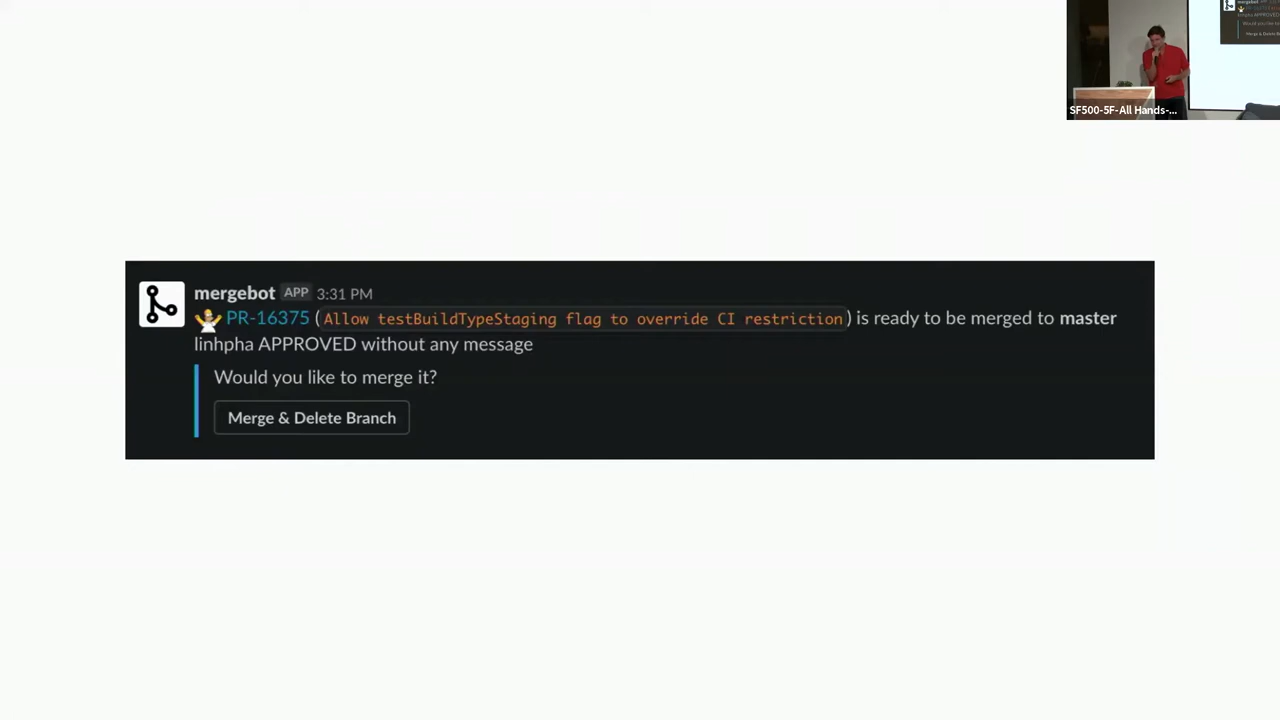 SF500-5F-All Hands-...
mergebot APP 3:31 PM
PR-16375 (Allow testBuildTypeStaging flag to override CI restriction) is ready to be merged to master
linhpha APPROVED without any message
Would you like to merge it?
Merge & Delete Branch